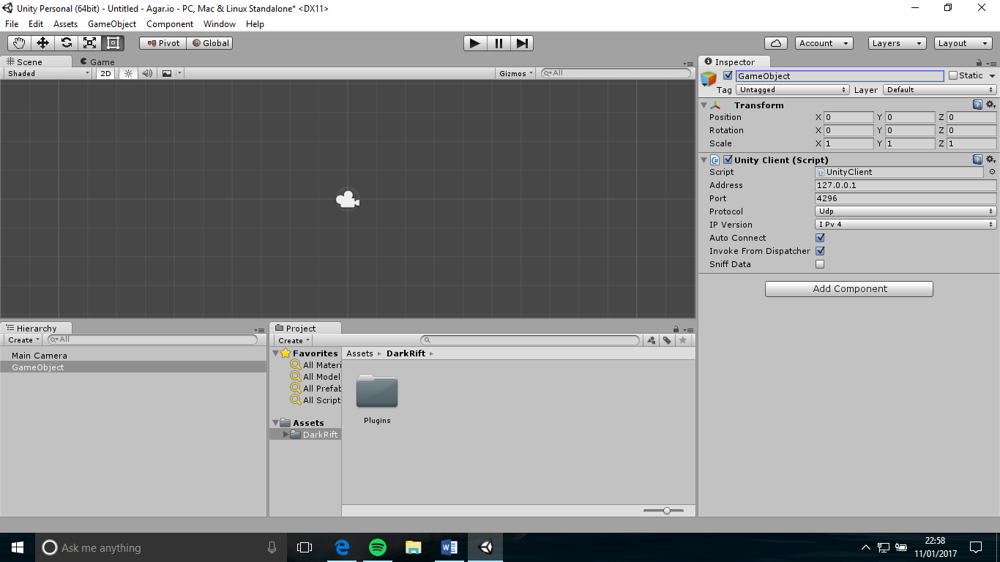 Unity Personal (64bit) - Untitled - Agar.io - PC, Mac & Linux Standalone* <DX11>
File Edit Assets GameObject Component Window Help
Pivot Global Account Layers Layout
Scene Game
Shaded 2D Gizmos All
Inspector
GameObject Static
Tag Untagged Layer Default
Transform
Position X 0 Y 0 Z 0
Rotation X 0 Y 0 Z 0
Scale X 1 Y 1 Z 1
Unity Client (Script)
Script UnityClient
Address 127.0.0.1
Port 4296
Protocol Udp
IP Version I Pv 4
Auto Connect
Invoke From Dispatcher
Sniff Data
Add Component
Hierarchy
Create All
Main Camera
GameObject
Project
Create
Favorites
All Materi
All Model
All Prefab
All Script
Assets
DarkRift
Assets DarkRift
Plugins
Ask me anything
22:58
11/01/2017